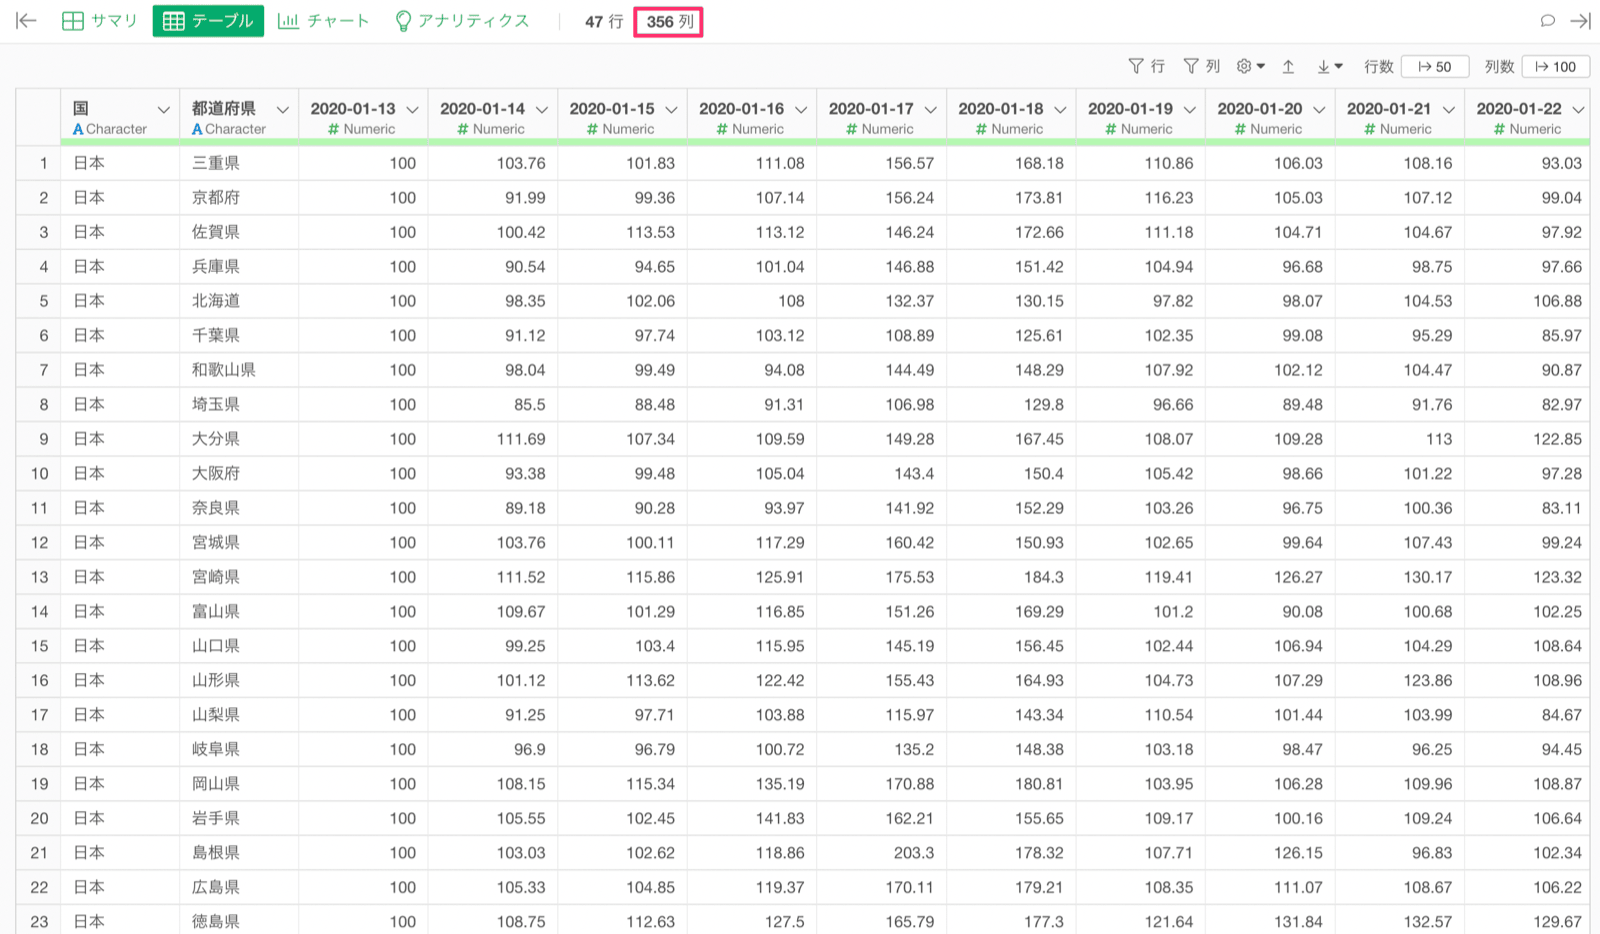 サマリ テーブル チャート アナリティクス 47 行 356 列
行 列 行数 50 列数 100
国 都道府県 2020-01-13 2020-01-14 2020-01-15 2020-01-16 2020-01-17 2020-01-18 2020-01-19 2020-01-20 2020-01-21 2020-01-22
A Character A Character # Numeric # Numeric # Numeric # Numeric # Numeric # Numeric # Numeric # Numeric # Numeric # Numeric
1 日本 三重県 100 103.76 101.83 111.08 156.57 168.18 110.86 106.03 108.16 93.03
2 日本 京都府 100 91.99 99.36 107.14 156.24 173.81 116.23 105.03 107.12 99.04
3 日本 佐賀県 100 100.42 113.53 113.12 146.24 172.66 111.18 104.71 104.67 97.92
4 日本 兵庫県 100 90.54 94.65 101.04 146.88 151.42 104.94 96.68 98.75 97.66
5 日本 北海道 100 98.35 102.06 108 132.37 130.15 97.82 98.07 104.53 106.88
6 日本 千葉県 100 91.12 97.74 103.12 108.89 125.61 102.35 99.08 95.29 85.97
7 日本 和歌山県 100 98.04 99.49 94.08 144.49 148.29 107.92 102.12 104.47 90.87
8 日本 埼玉県 100 85.5 88.48 91.31 106.98 129.8 96.66 89.48 91.76 82.97
9 日本 大分県 100 111.69 107.34 109.59 149.28 167.45 108.07 109.28 113 122.85
10 日本 大阪府 100 93.38 99.48 105.04 143.4 150.4 105.42 98.66 101.22 97.28
11 日本 奈良県 100 89.18 90.28 93.97 141.92 152.29 103.26 96.75 100.36 83.11
12 日本 宮城県 100 103.76 100.11 117.29 160.42 150.93 102.65 99.64 107.43 99.24
13 日本 宮崎県 100 111.52 115.86 125.91 175.53 184.3 119.41 126.27 130.17 123.32
14 日本 富山県 100 109.67 101.29 116.85 151.26 169.29 101.2 90.08 100.68 102.25
15 日本 山口県 100 99.25 103.4 115.95 145.19 156.45 102.44 106.94 104.29 108.64
16 日本 山形県 100 101.12 113.62 122.42 155.43 164.93 104.73 107.29 123.86 108.96
17 日本 山梨県 100 91.25 97.71 103.88 115.97 143.34 110.54 101.44 103.99 84.67
18 日本 岐阜県 100 96.9 96.79 100.72 135.2 148.38 103.18 98.47 96.25 94.45
19 日本 岡山県 100 108.15 115.34 135.19 170.88 180.81 103.95 106.28 109.96 108.87
20 日本 岩手県 100 105.55 102.45 141.83 162.21 155.65 109.17 100.16 109.24 106.64
21 日本 島根県 100 103.03 102.62 118.86 203.3 178.32 107.71 126.15 96.83 102.34
22 日本 広島県 100 105.33 104.85 119.37 170.11 179.21 108.35 111.07 108.67 106.22
23 日本 徳島県 100 108.75 112.63 127.5 165.79 177.3 121.64 131.84 132.57 129.67